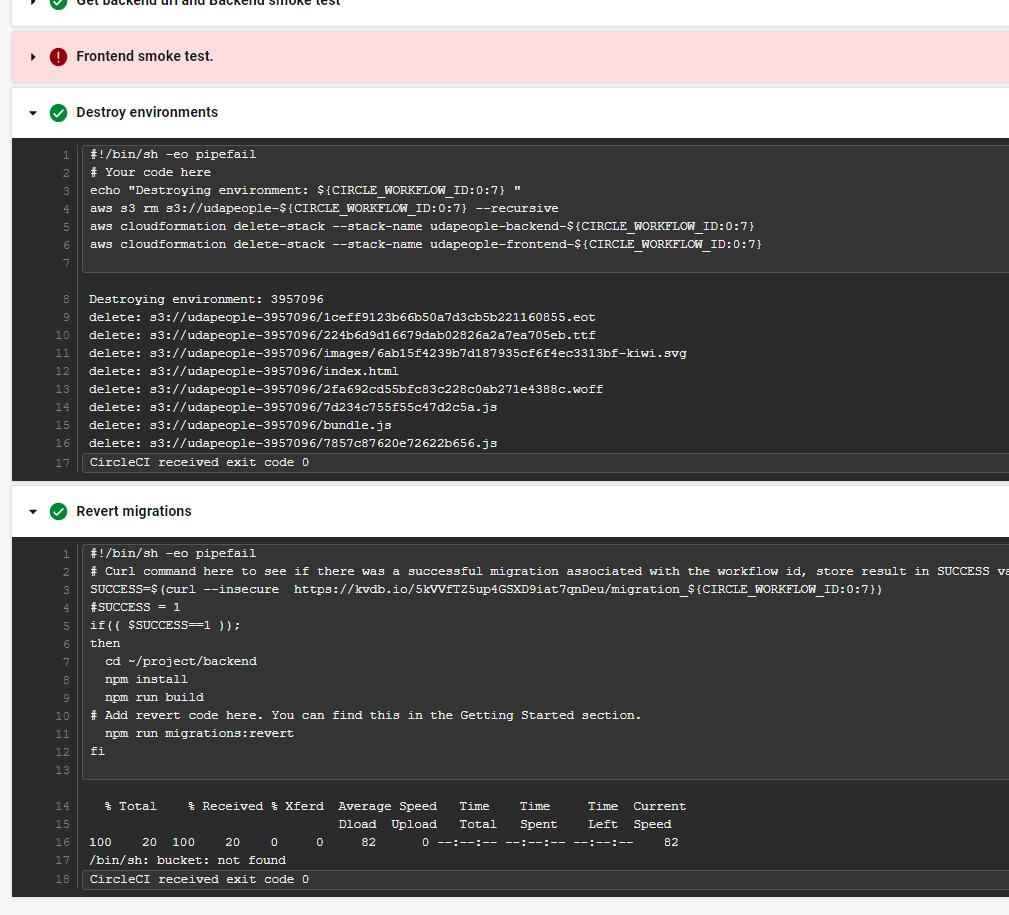 Get backend url and Backend smoke test
Frontend smoke test.
Destroy environments
1 #!/bin/sh -eo pipefail
2 # Your code here
3 echo "Destroying environment: ${CIRCLE_WORKFLOW_ID:0:7} "
4 aws s3 rm s3://udapeople-${CIRCLE_WORKFLOW_ID:0:7} --recursive
5 aws cloudformation delete-stack --stack-name udapeople-backend-${CIRCLE_WORKFLOW_ID:0:7}
6 aws cloudformation delete-stack --stack-name udapeople-frontend-${CIRCLE_WORKFLOW_ID:0:7}
7
8 Destroying environment: 3957096
9 delete: s3://udapeople-3957096/1ceff9123b66b50a7d3cb5b221160855.eot
10 delete: s3://udapeople-3957096/224b6d9d16679dab02826a2a7ea705eb.ttf
11 delete: s3://udapeople-3957096/images/6ab15f4239b7d187935cf6f4ec3313bf-kiwi.svg
12 delete: s3://udapeople-3957096/index.html
13 delete: s3://udapeople-3957096/2fa692cd55bfc83c228c0ab271e4388c.woff
14 delete: s3://udapeople-3957096/7d234c755f55c47d2c5a.js
15 delete: s3://udapeople-3957096/bundle.js
16 delete: s3://udapeople-3957096/7857c87620e72622b656.js
17 CircleCI received exit code 0
Revert migrations
1 #!/bin/sh -eo pipefail
2 # Curl command here to see if there was a successful migration associated with the workflow id, store result in SUCCESS va
3 SUCCESS=$(curl --insecure  https://kvdb.io/5kVVfTZ5up4GSXD9iat7qnDeu/migration_${CIRCLE_WORKFLOW_ID:0:7})
4 #SUCCESS = 1
5 if(( $SUCCESS==1 ));
6 then
7 cd ~/project/backend
8 npm install
9 npm run build
10 # Add revert code here. You can find this in the Getting Started section.
11 npm run migrations:revert
12 fi
13
14 % Total % Received % Xferd Average Speed Time Time Time Current
15 Dload Upload Total Spent Left Speed
16 100 20 100 20 0 0 82 0 --:--:-- --:--:-- --:--:-- 82
17 /bin/sh: bucket: not found
18 CircleCI received exit code 0